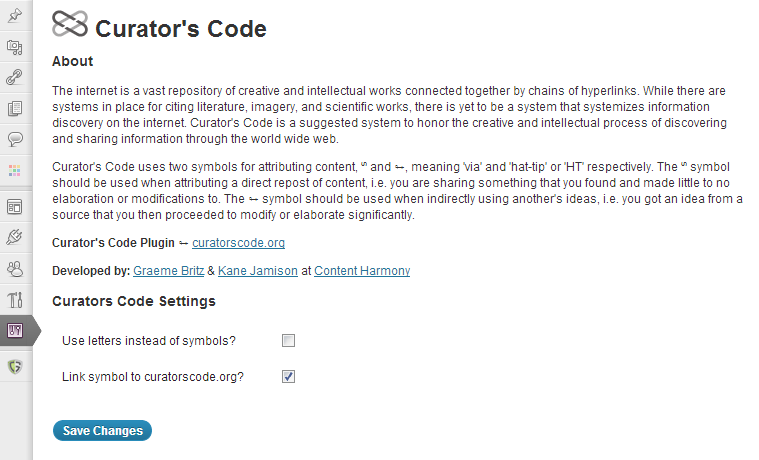 Curator's Code
About
The internet is a vast repository of creative and intellectual works connected together by chains of hyperlinks. While there are
systems in place for citing literature, imagery, and scientific works, there is yet to be a system that systemizes information
discovery on the internet. Curator's Code is a suggested system to honor the creative and intellectual process of discovering
and sharing information through the world wide web.
Curator's Code uses two symbols for attributing content, ᔥ and ↬, meaning 'via' and 'hat-tip' or 'HT' respectively. The ᔥ symbol
should be used when attributing a direct repost of content, i.e. you are sharing something that you found and made little to no
elaboration or modifications to. The ↬ symbol should be used when indirectly using another's ideas, i.e. you got an idea from a
source that you then proceeded to modify or elaborate significantly.
Curator's Code Plugin ↬ curatorscode.org
Developed by: Graeme Britz & Kane Jamison at Content Harmony
Curators Code Settings
Use letters instead of symbols?
Link symbol to curatorscode.org?
Save Changes